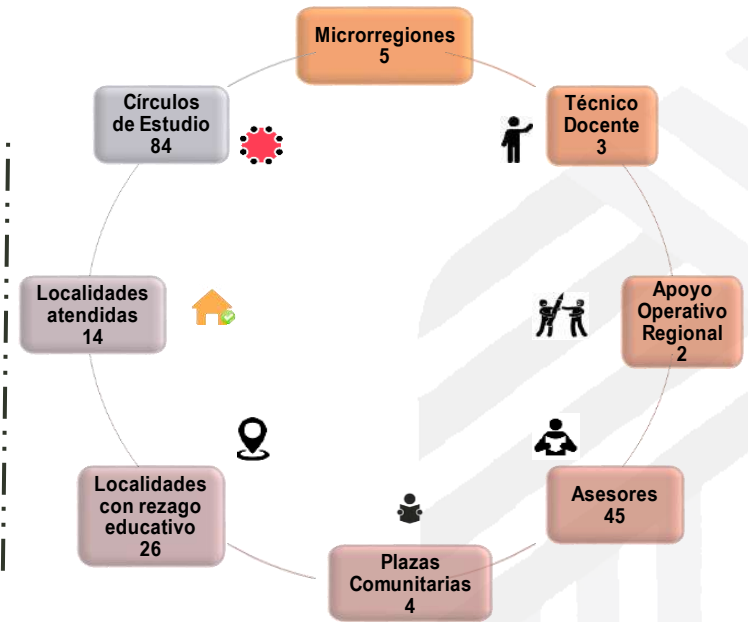 Microrregiones
5
Técnico
Docente
3
Apoyo
Operativo
Regional
2
Asesores
45
Plazas
Comunitarias
4
Localidades
con rezago
educativo
26
Localidades
atendidas
14
Círculos
de Estudio
84